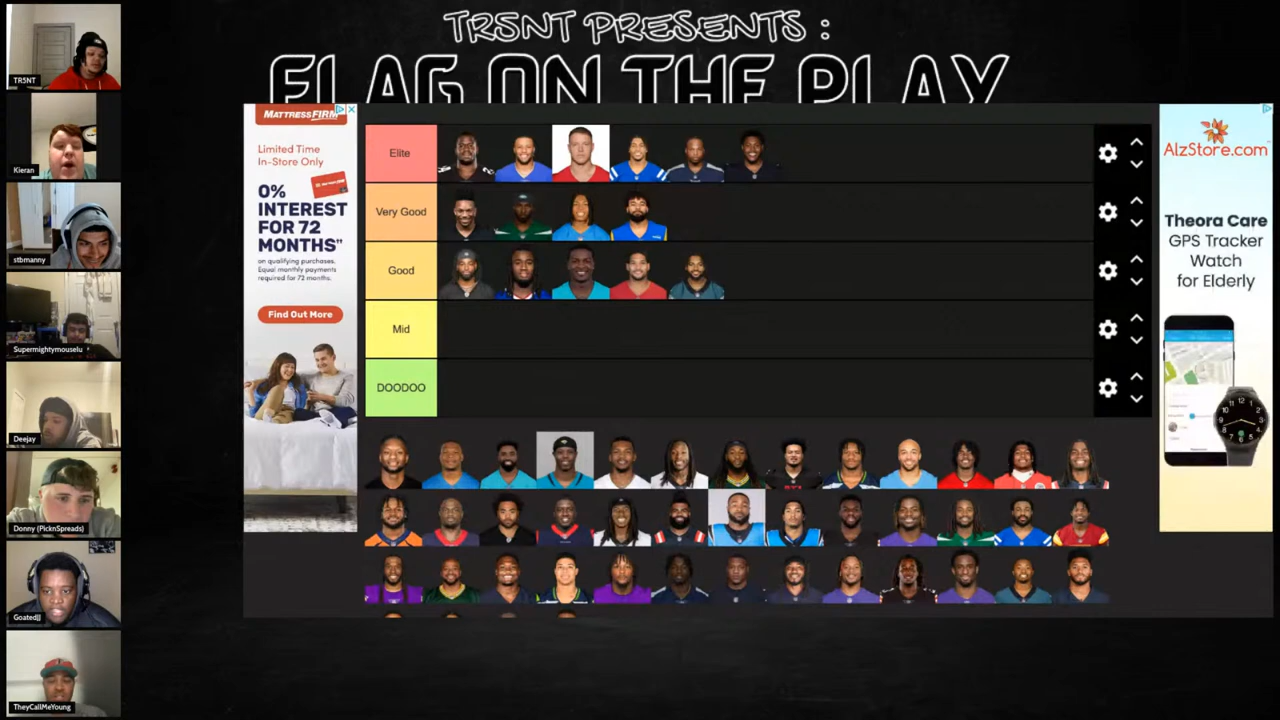 TR5NT PRESENTS :
FLAG ON THE PLAY
TR5NT
Kieran
stbmanny
Supermightymouselu
Deejay
Donny (PicknSpreads)
GoatedJJ
TheyCallMeYoung
MATTRESSFIRM
Limited Time
In-Store Only
0%
INTEREST
FOR 72
MONTHS**
on qualifying purchases.
Equal monthly payments
required for 72 months.
Find Out More
Elite
Very Good
Good
Mid
DOODOO
AlzStore.com
Theora Care
GPS Tracker
Watch
for Elderly